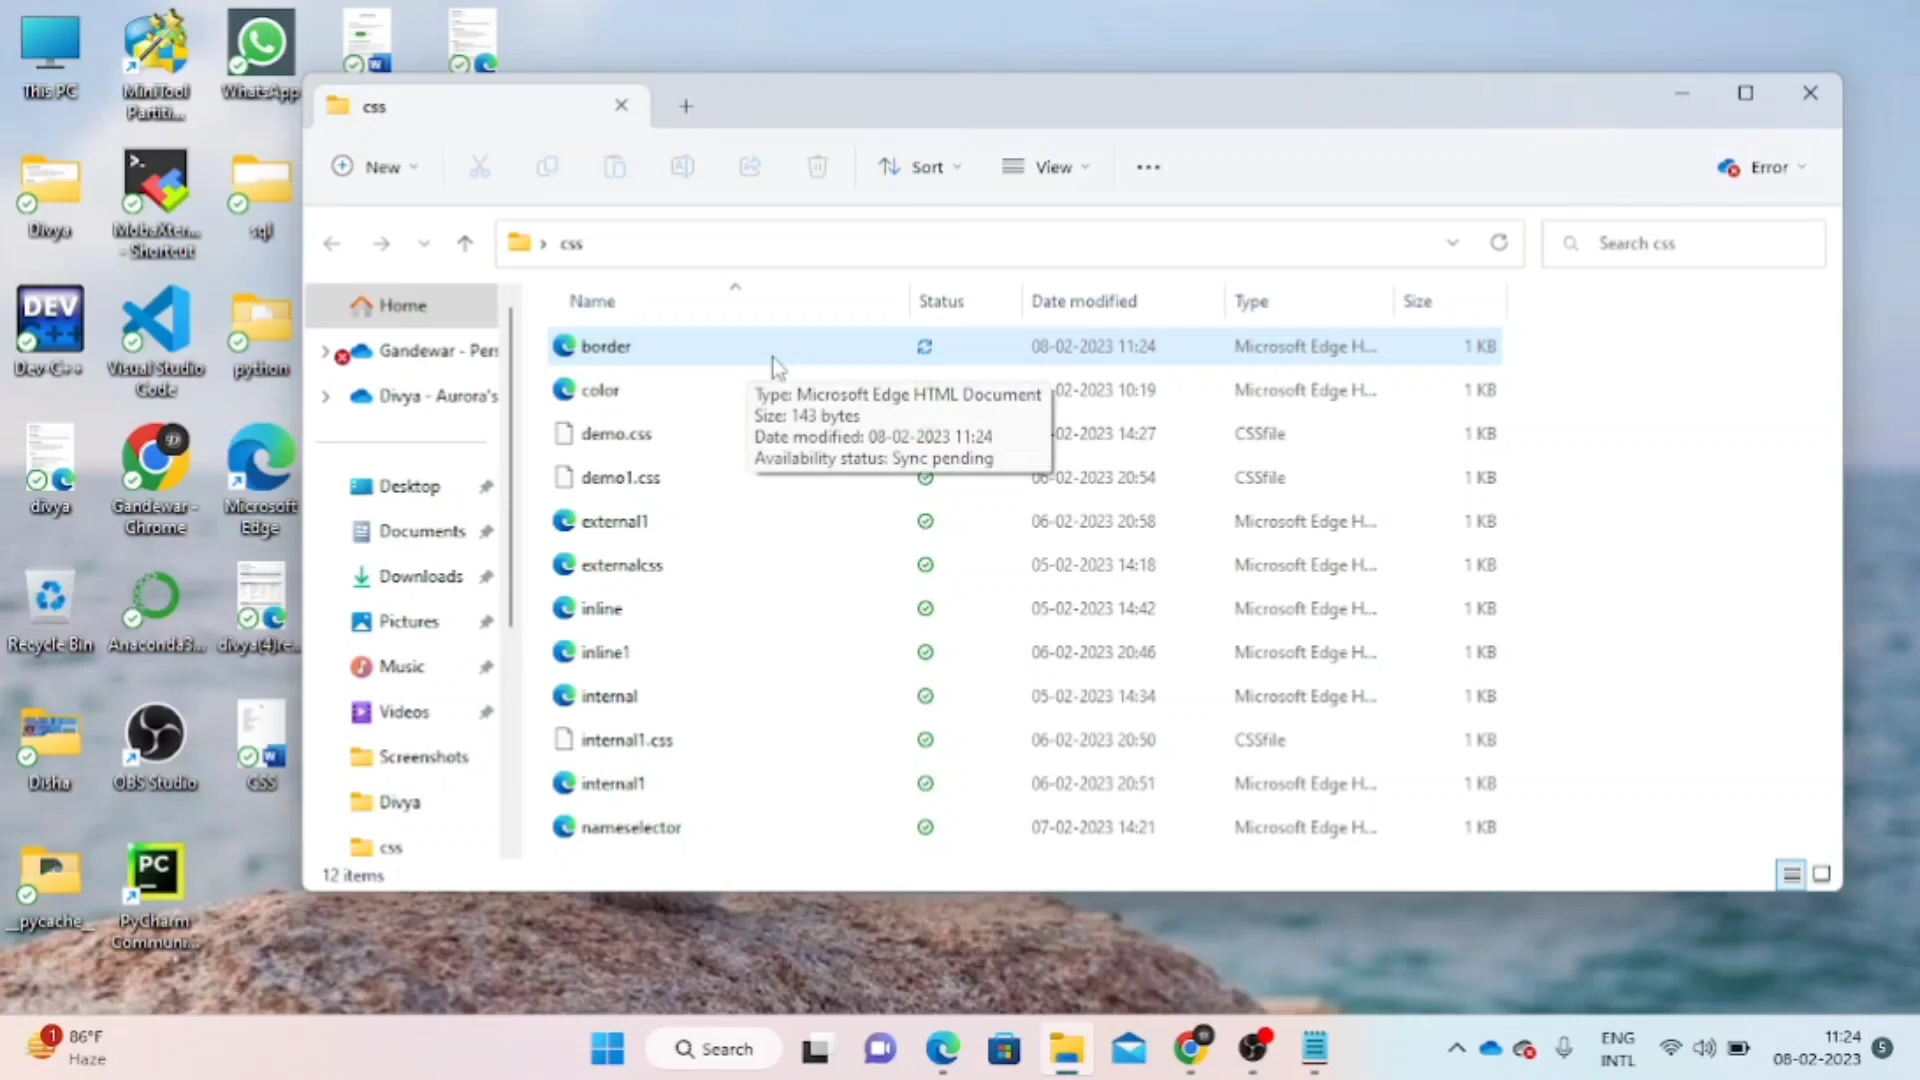 This PC
MiniTool
Partiti...
WhatsApp
Divya
MobaXter...
- Shortcut
sql
DEV
C++
Dev-C++
Visual Studio
Code
python
divya
Gandewar -
Chrome
Microsoft
Edge
Recycle Bin
Anaconda3...
divya(4)re...
Disha
OBS Studio
CSS
__pycache__
PC
PyCharm
Communi...
css
New
Sort
View
Error
css
Search css
Home
Gandewar - Pers
Divya - Aurora's
Desktop
Documents
Downloads
Pictures
Music
Videos
Screenshots
Divya
css
Name Status Date modified Type Size
border 08-02-2023 11:24 Microsoft Edge H... 1 KB
color -02-2023 10:19 Microsoft Edge H... 1 KB
demo.css -02-2023 14:27 CSSfile 1 KB
demo1.css 06-02-2023 20:54 CSSfile 1 KB
external1 06-02-2023 20:58 Microsoft Edge H... 1 KB
externalcss 05-02-2023 14:18 Microsoft Edge H... 1 KB
inline 05-02-2023 14:42 Microsoft Edge H... 1 KB
inline1 06-02-2023 20:46 Microsoft Edge H... 1 KB
internal 05-02-2023 14:34 Microsoft Edge H... 1 KB
internal1.css 06-02-2023 20:50 CSSfile 1 KB
internal1 06-02-2023 20:51 Microsoft Edge H... 1 KB
nameselector 07-02-2023 14:21 Microsoft Edge H... 1 KB
Type: Microsoft Edge HTML Document
Size: 143 bytes
Date modified: 08-02-2023 11:24
Availability status: Sync pending
12 items
1
86°F
Haze
Search
ENG
INTL
11:24
08-02-2023
5